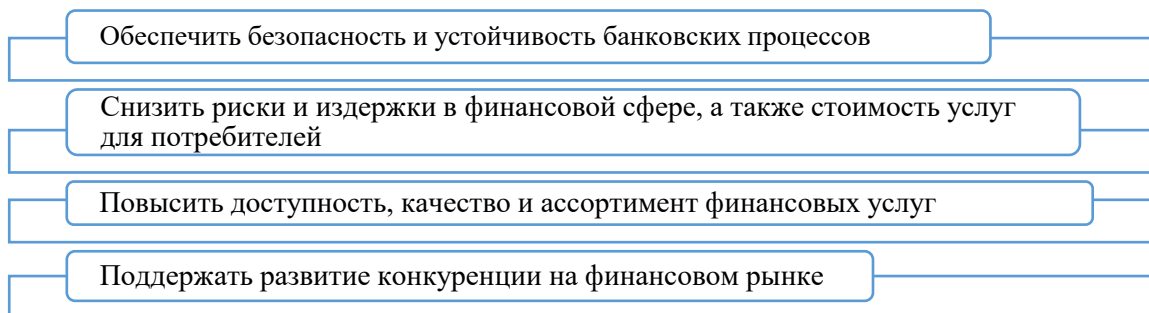 Обеспечить безопасность и устойчивость банковских процессов
Снизить риски и издержки в финансовой сфере, а также стоимость услуг
для потребителей
Повысить доступность, качество и ассортимент финансовых услуг
Поддержать развитие конкуренции на финансовом рынке